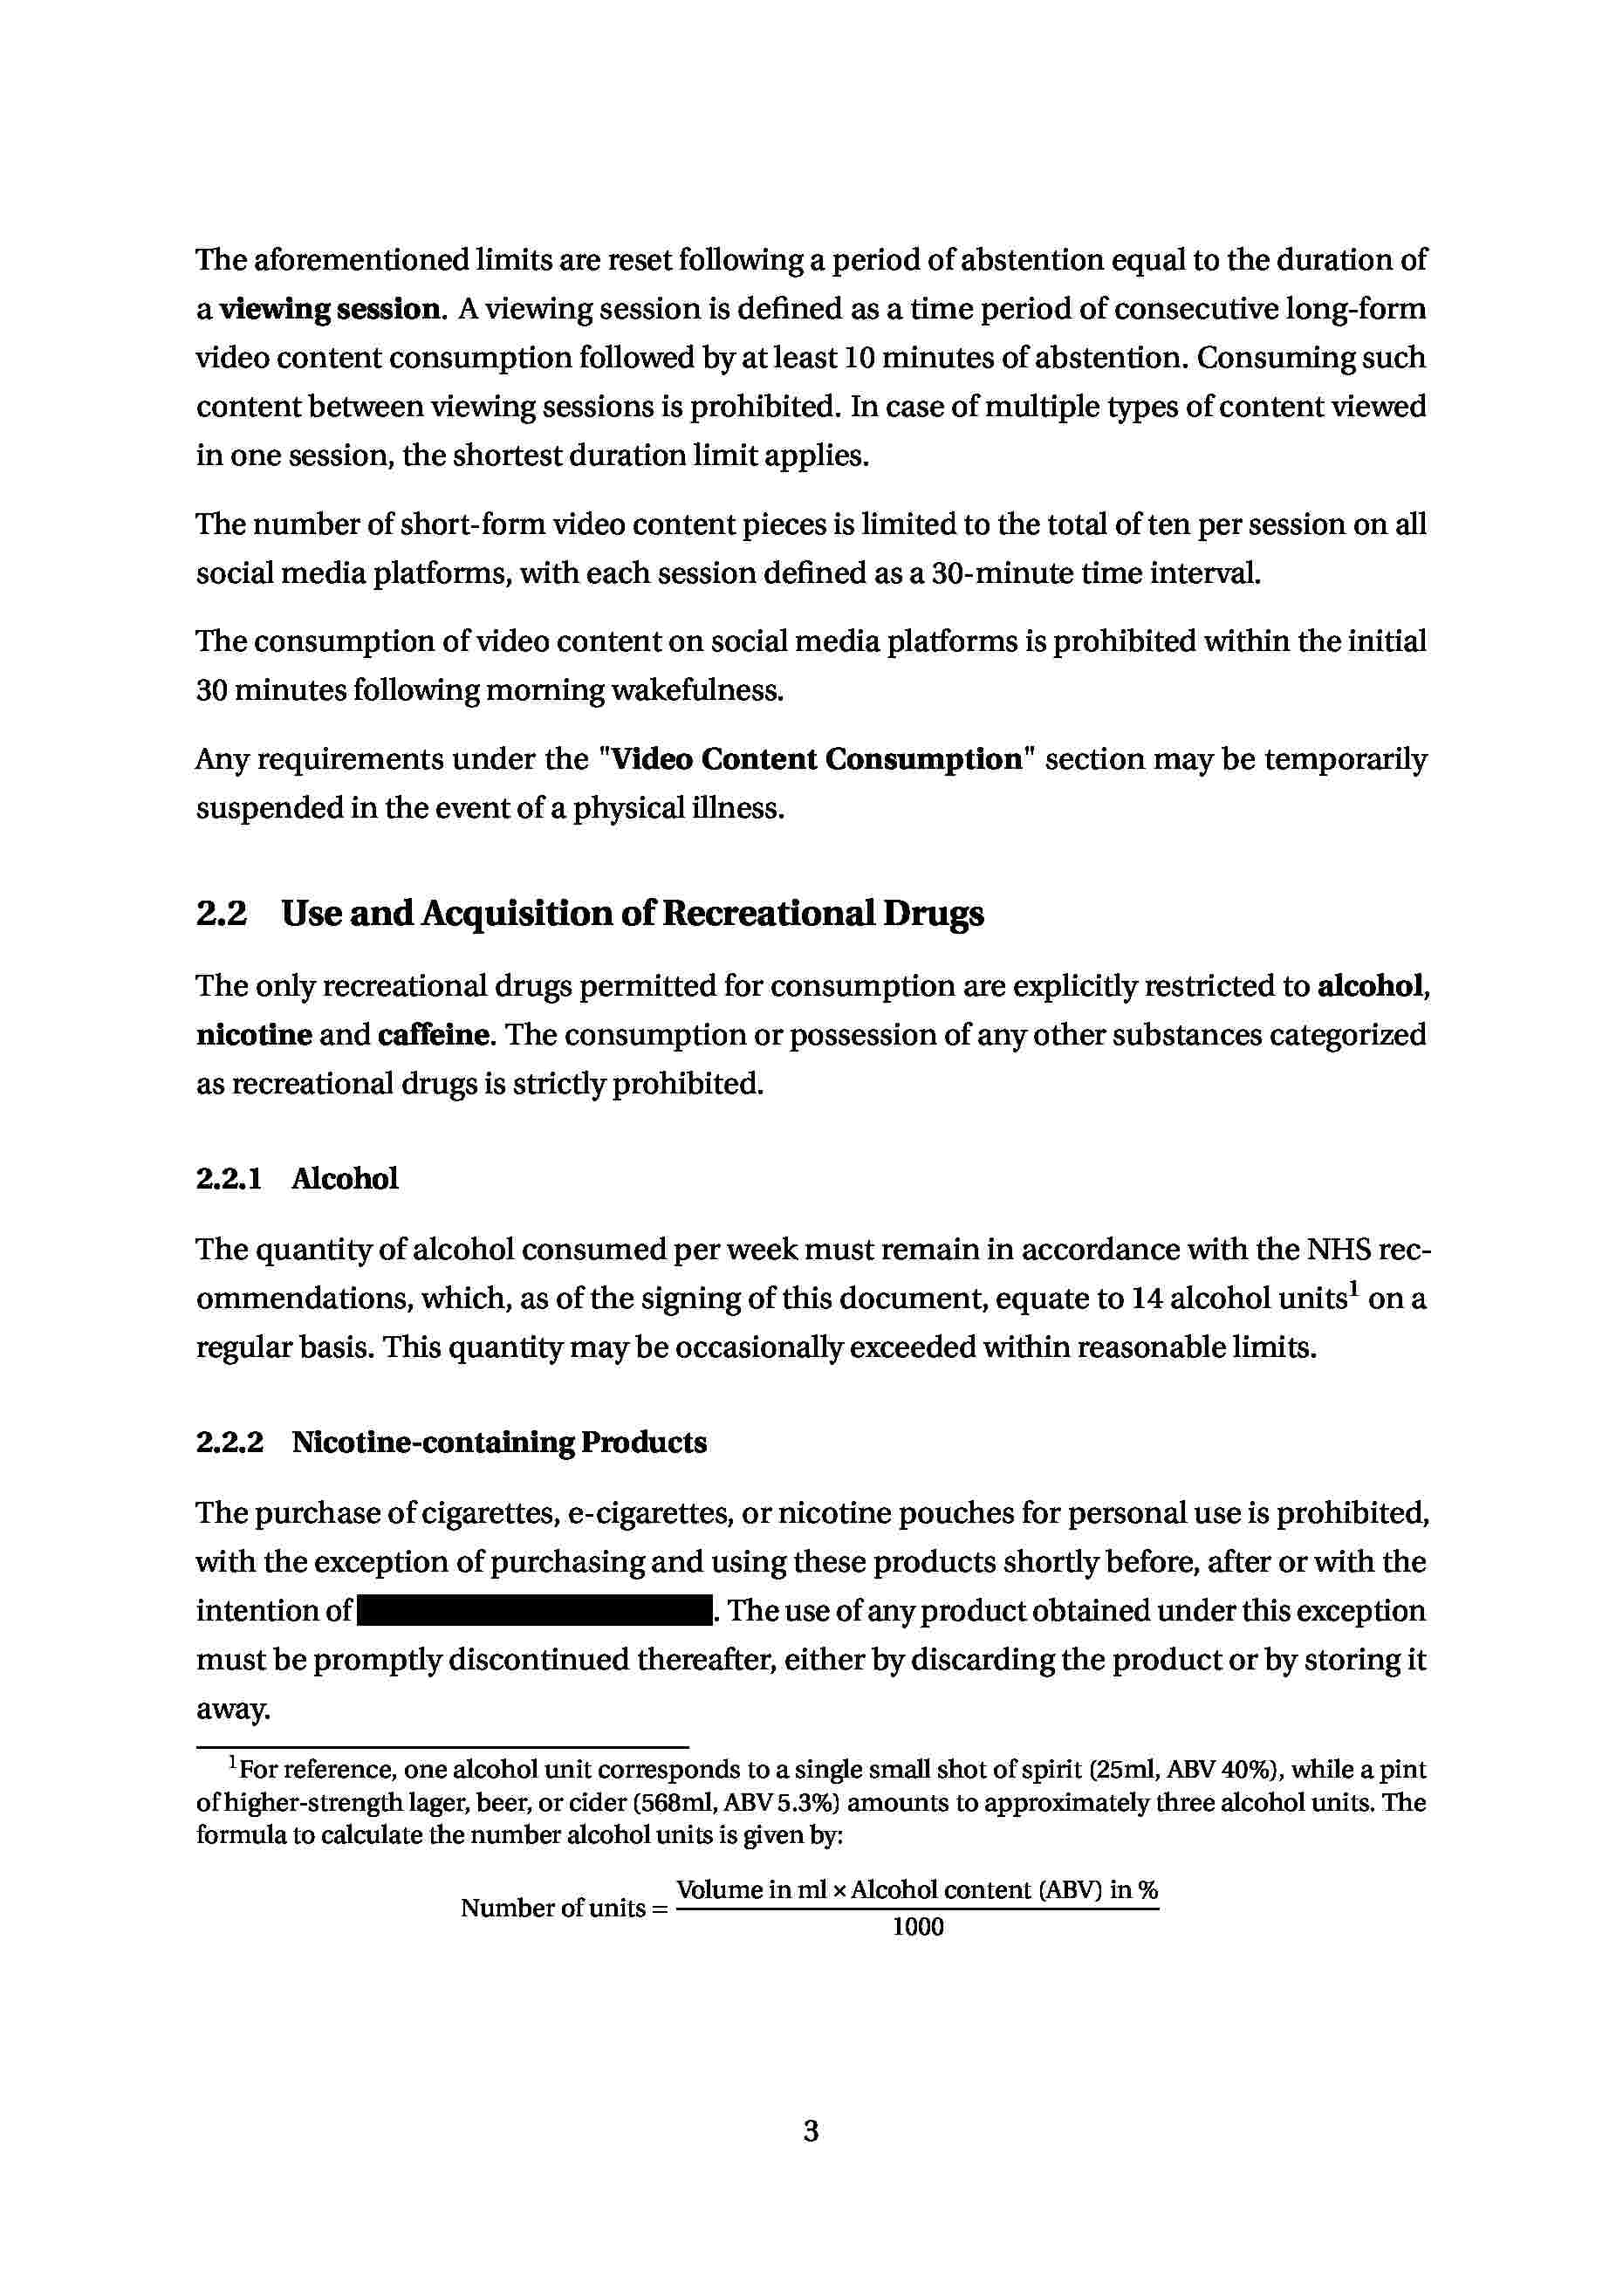 The aforementioned limits are reset following a period of abstention equal to the duration of
a viewing session. A viewing session is defined as a time period of consecutive long-form
video content consumption followed by at least 10 minutes of abstention. Consuming such
content between viewing sessions is prohibited. In case of multiple types of content viewed
in one session, the shortest duration limit applies.
The number of short-form video content pieces is limited to the total of ten per session on all
social media platforms, with each session defined as a 30-minute time interval.
The consumption of video content on social media platforms is prohibited within the initial
30 minutes following morning wakefulness.
Any requirements under the "Video Content Consumption" section may be temporarily
suspended in the event of a physical illness.
2.2 Use and Acquisition of Recreational Drugs
The only recreational drugs permitted for consumption are explicitly restricted to alcohol,
nicotine and caffeine. The consumption or possession of any other substances categorized
as recreational drugs is strictly prohibited.
2.2.1 Alcohol
The quantity of alcohol consumed per week must remain in accordance with the NHS rec-
ommendations, which, as of the signing of this document, equate to 14 alcohol units¹ on a
regular basis. This quantity may be occasionally exceeded within reasonable limits.
2.2.2 Nicotine-containing Products
The purchase of cigarettes, e-cigarettes, or nicotine pouches for personal use is prohibited,
with the exception of purchasing and using these products shortly before, after or with the
intention of . The use of any product obtained under this exception
must be promptly discontinued thereafter, either by discarding the product or by storing it
away.
¹For reference, one alcohol unit corresponds to a single small shot of spirit (25ml, ABV 40%), while a pint
of higher-strength lager, beer, or cider (568ml, ABV 5.3%) amounts to approximately three alcohol units. The
formula to calculate the number alcohol units is given by:
Number of units = Volume in ml × Alcohol content (ABV) in %
1000
3